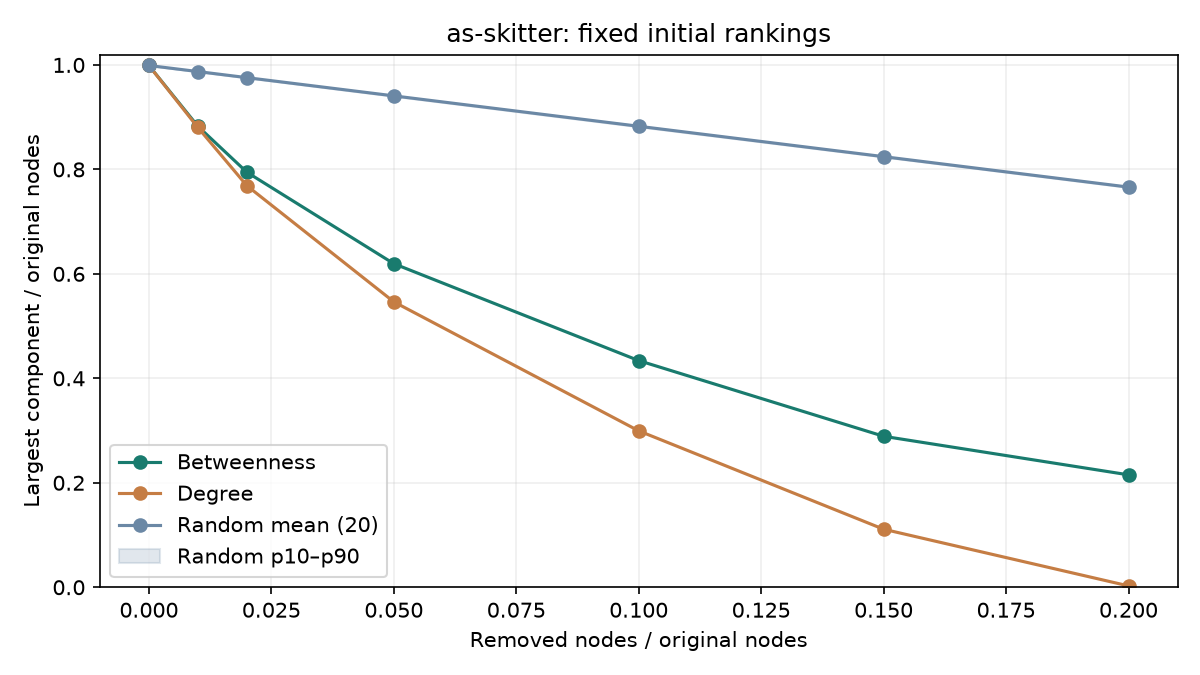 as-skitter: fixed initial rankings
Largest component / original nodes
1.0
0.8
0.6
0.4
0.2
0.0
Betweenness
Degree
Random mean (20)
Random p10–p90
0.000 0.025 0.050 0.075 0.100 0.125 0.150 0.175 0.200
Removed nodes / original nodes